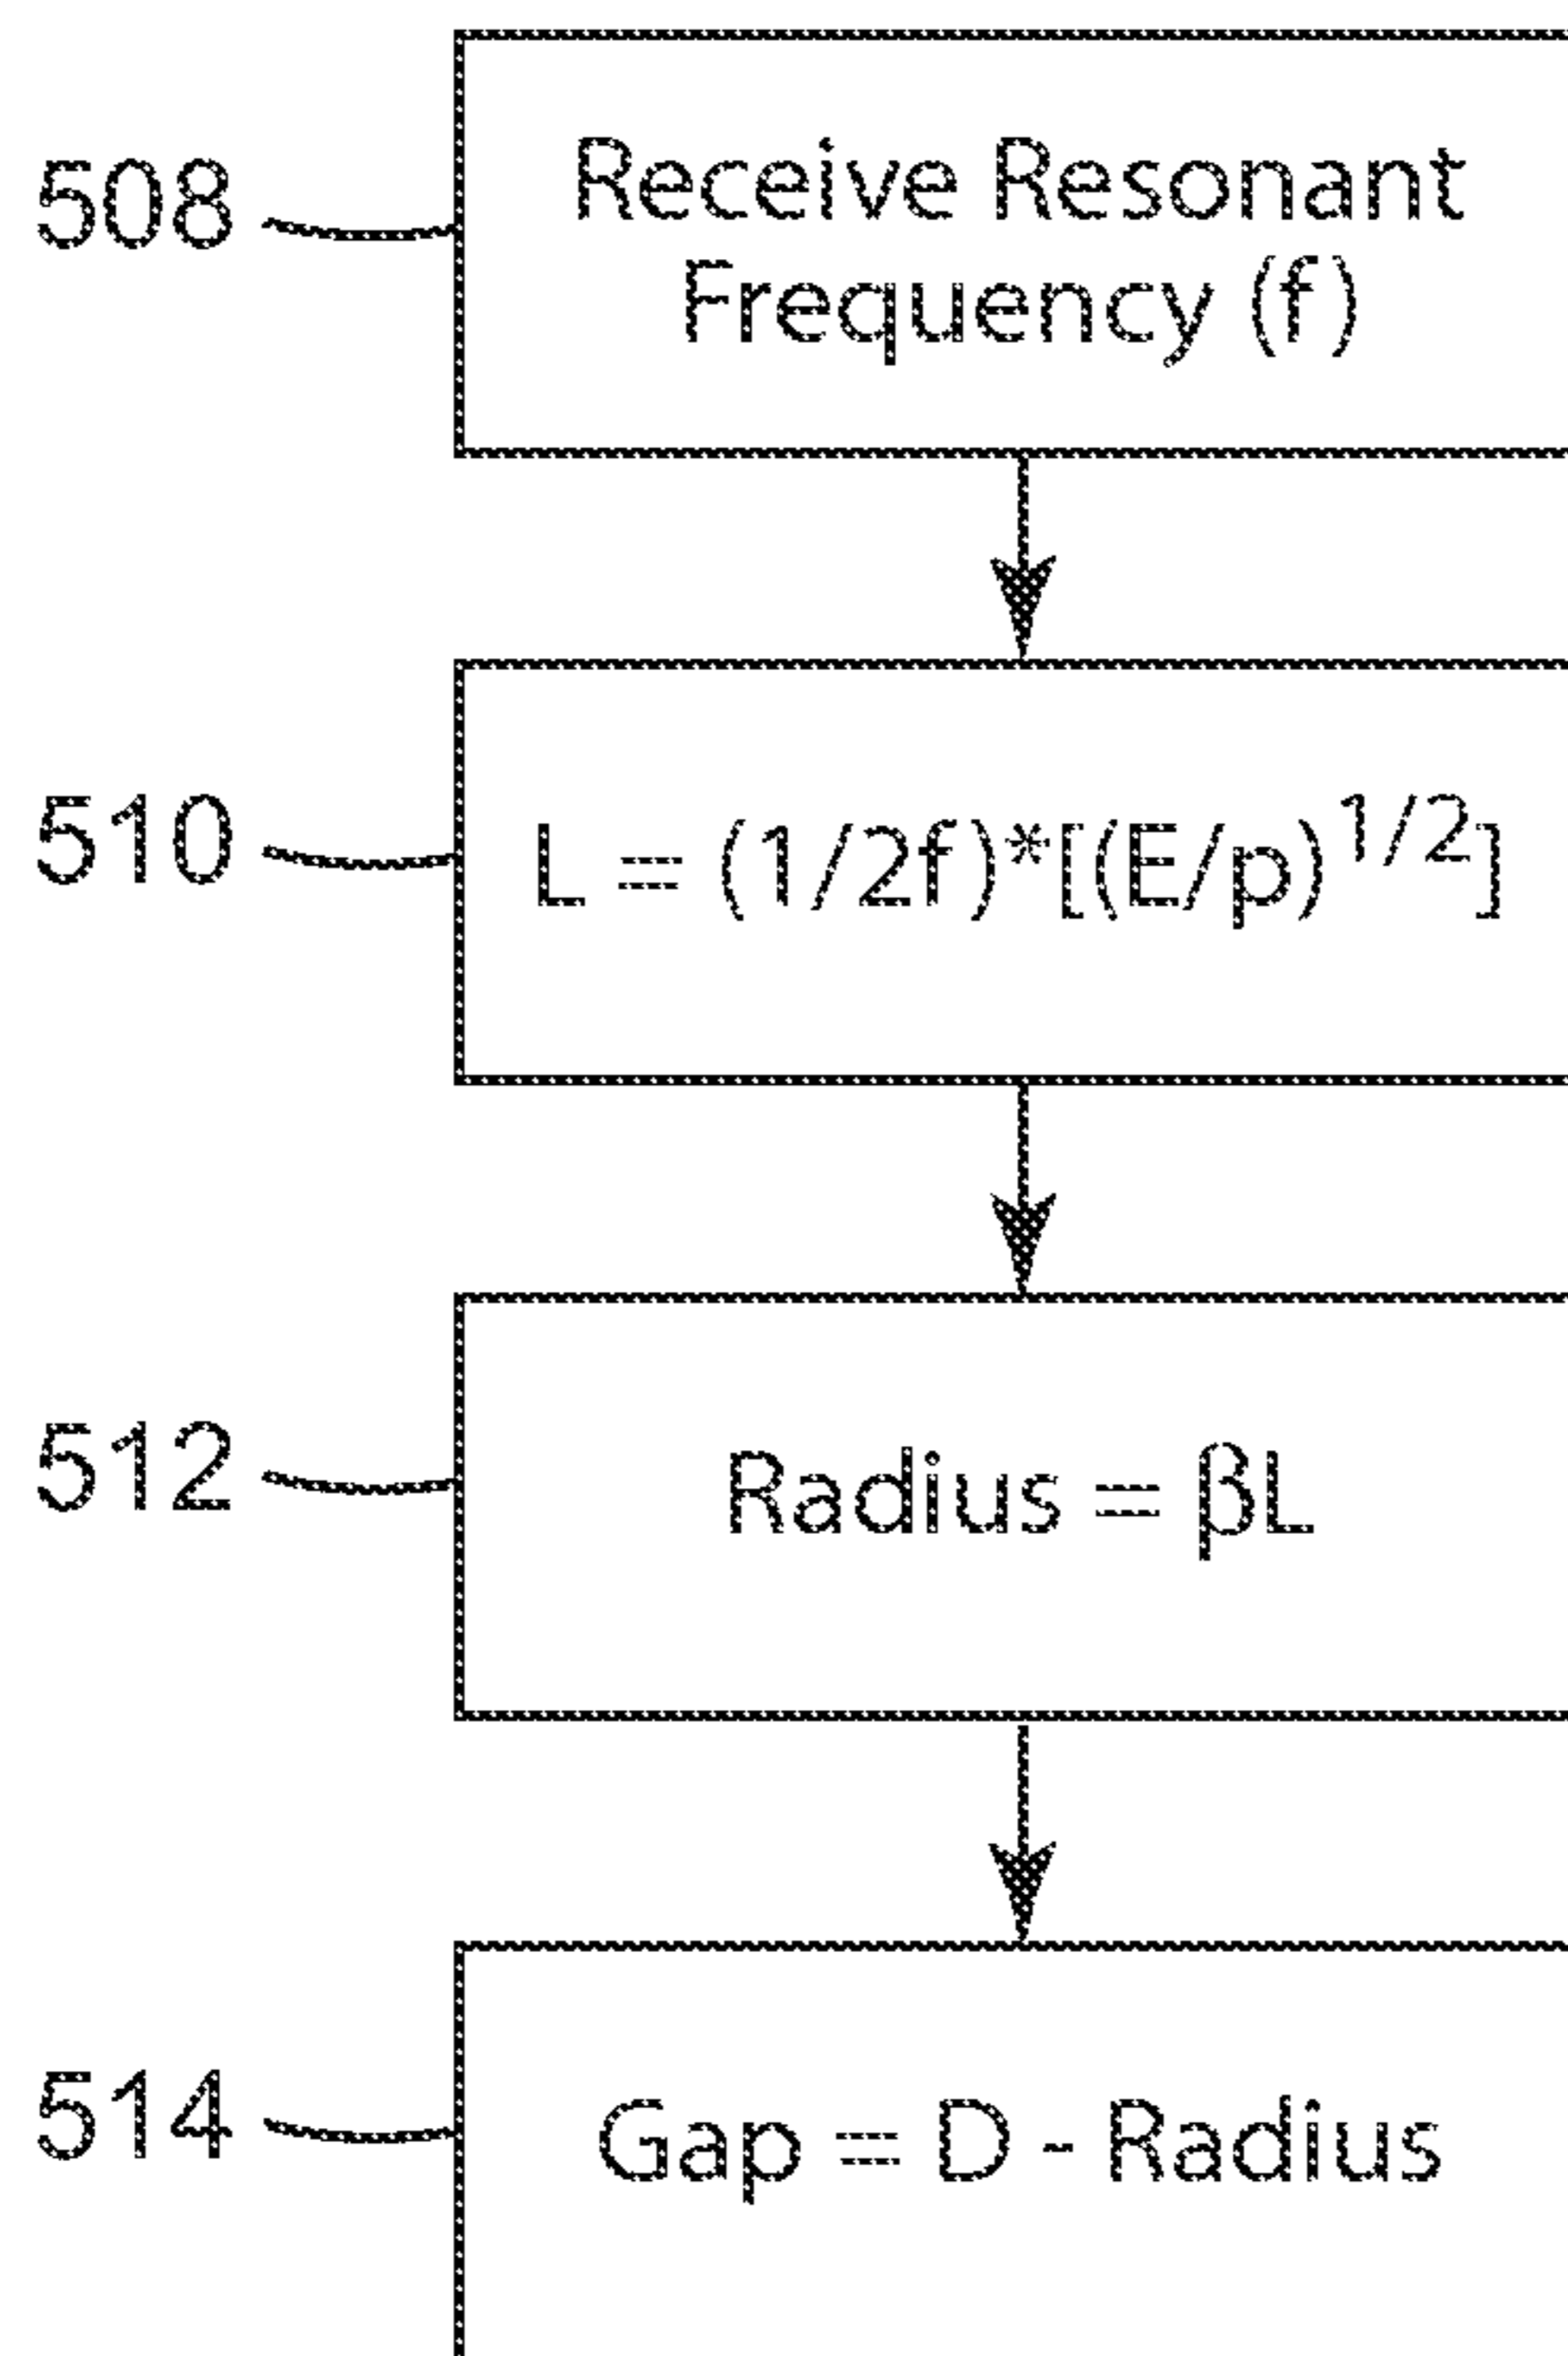 508
Receive Resonant
Frequency (f)
510
L = (1/2f)*[(E/p)^1/2]
512
Radius = βL
514
Gap = D - Radius